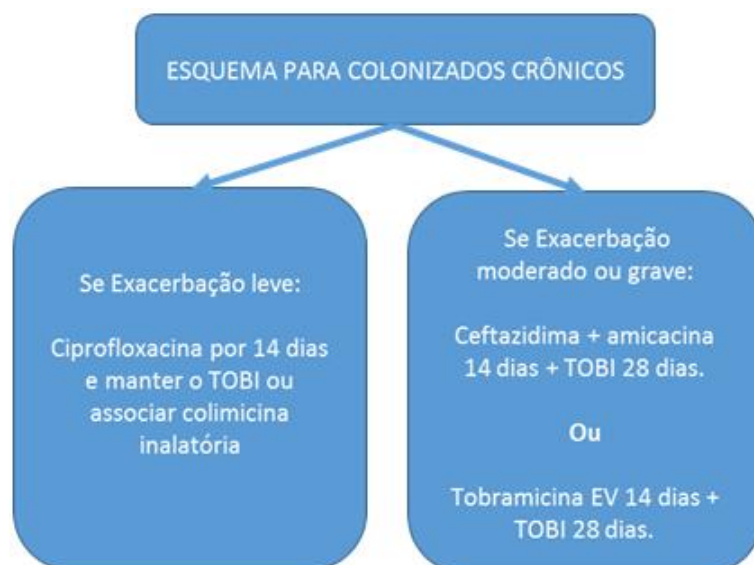 ESQUEMA PARA COLONIZADOS CRÔNICOS
Se Exacerbação leve:
Ciprofloxacina por 14 dias
e manter o TOBI ou
associar colimicina
inalatória
Se Exacerbação
moderado ou grave:
Ceftazidima + amicacina
14 dias + TOBI 28 dias.
Ou
Tobramicina EV 14 dias +
TOBI 28 dias.